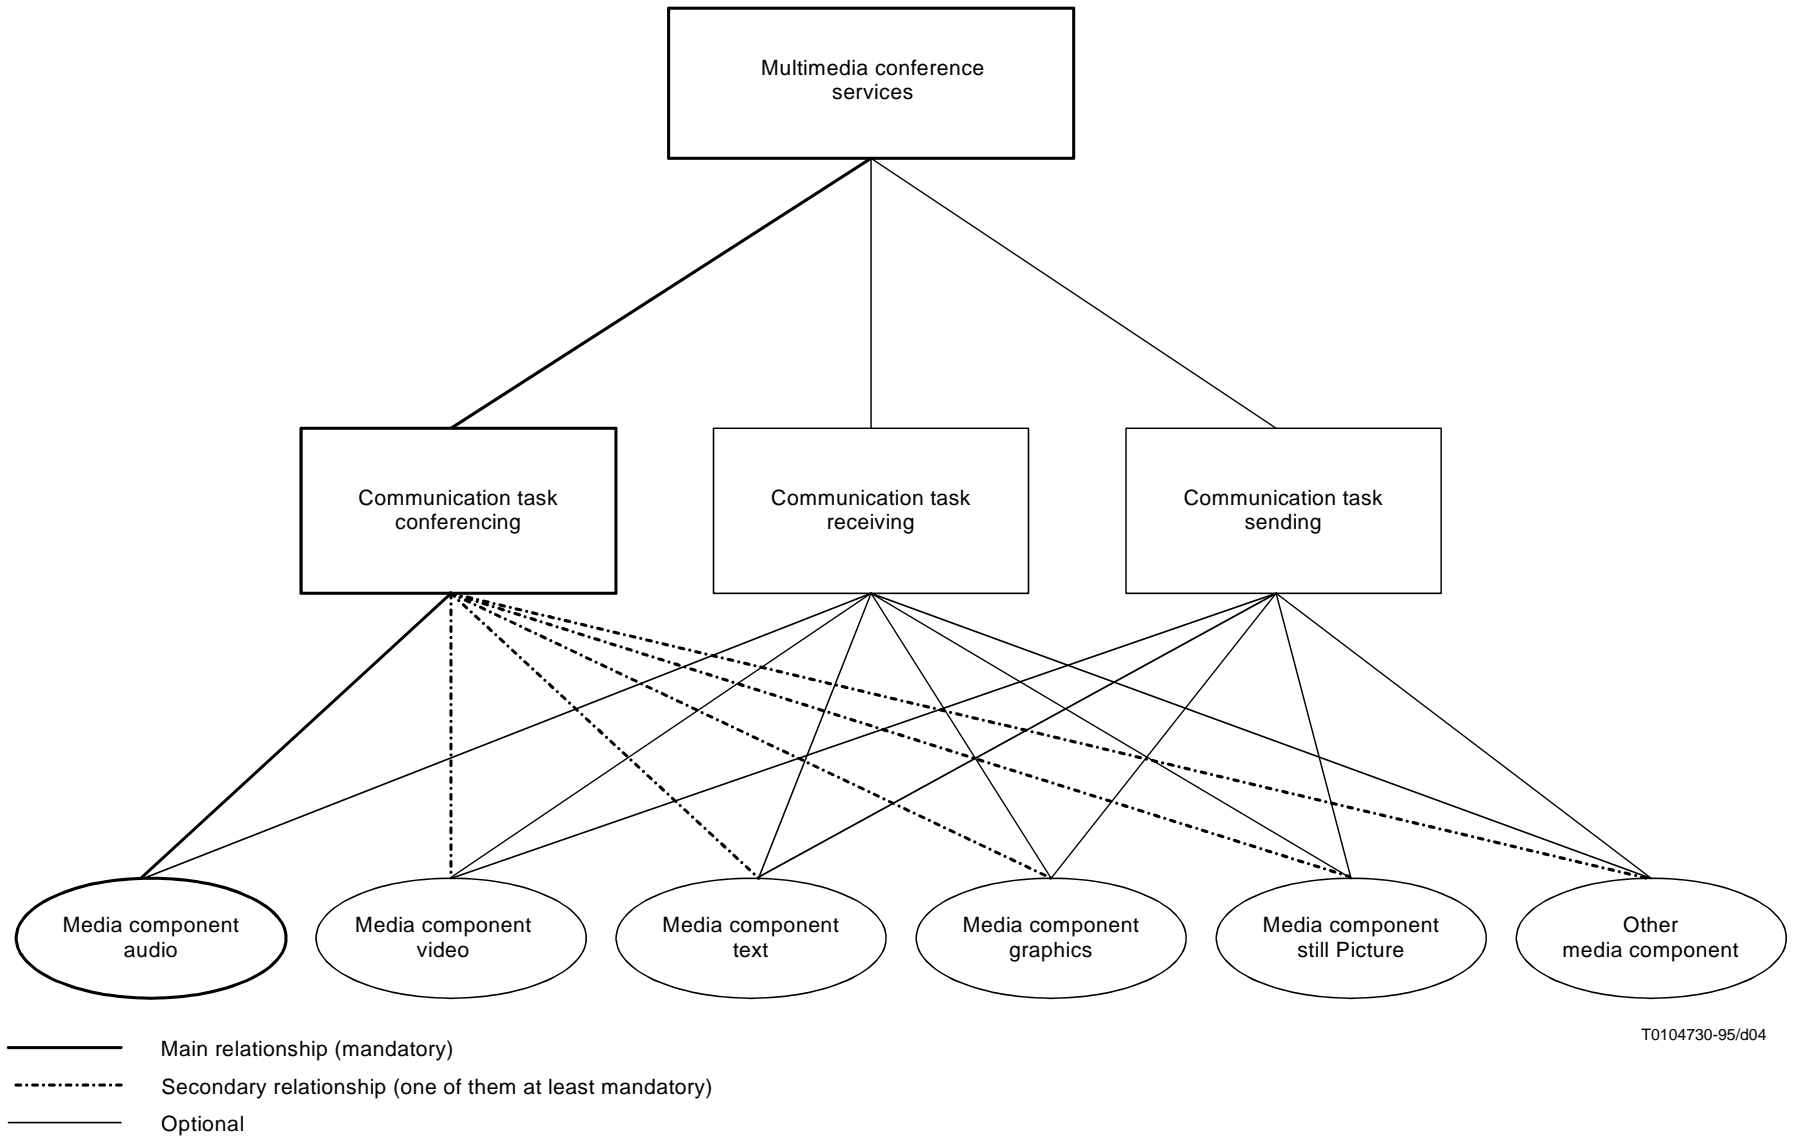 Multimedia conference
services
Communication task
conferencing
Communication task
receiving
Communication task
sending
Media component
audio
Media component
video
Media component
text
Media component
graphics
Media component
still Picture
Other
media component
T0104730-95/d04
Main relationship (mandatory)
Secondary relationship (one of them at least mandatory)
Optional